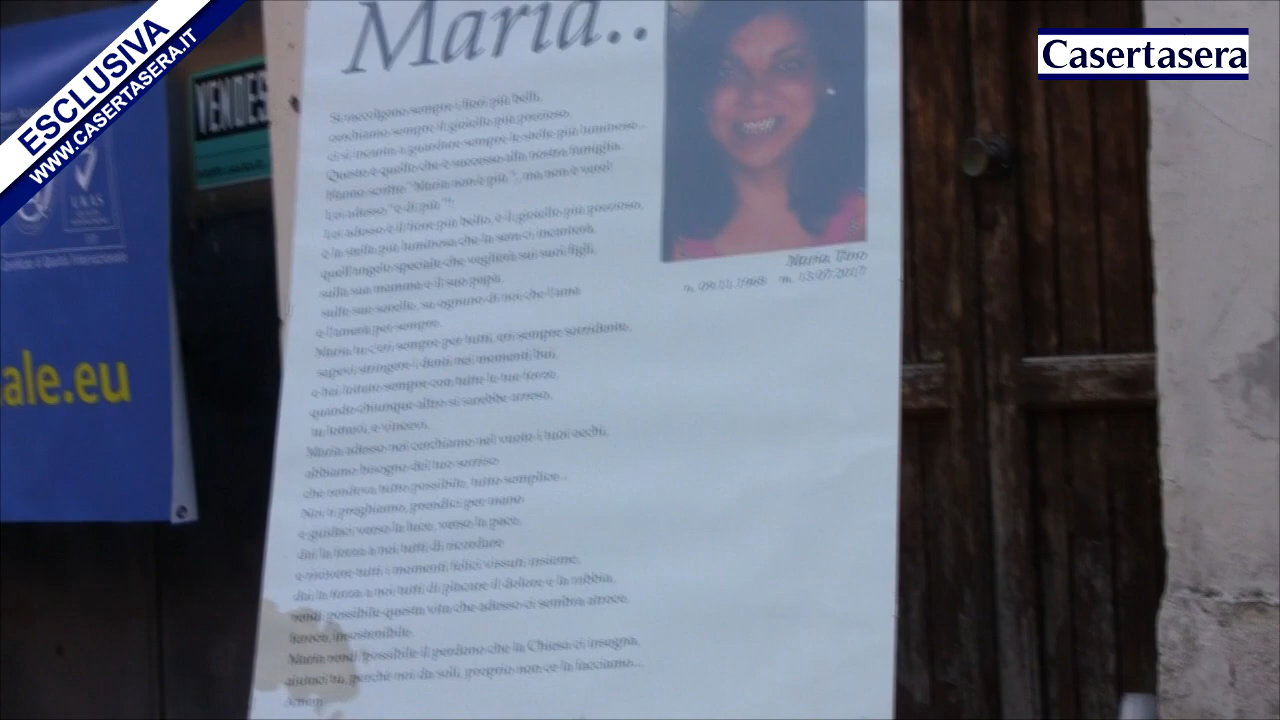 ESCLUSIVA
WWW.CASERTASERA.IT
Casertasera
VENDES
ale.eu
UKAS
Maria..
Si raccolgono sempre i fiori più belli,
cerchiamo sempre il gioiello più prezioso
ci si incanta a guardare sempre le stelle più luminose...
Questo è quello che è successo alla nostra famiglia.
Hanno scritto "Maria non è più", ma non è vero!
Lei adesso "è di più"!
Lei adesso è il fiore più bello, è il gioiello più prezioso,
è la stella più luminosa che la sera ci incanterà,
quell'angelo speciale che veglierà sui suoi figli,
sulla sua mamma e il suo papà,
sulle sue sorelle, su ognuno di noi che l'ama
e l'amerà per sempre.
Maria tu c'eri sempre per tutti, eri sempre sorridente,
sapevi stringere i denti nei momenti bui,
e hai lottato sempre con tutte le tue forze,
quando chiunque altro si sarebbe arreso,
tu lottavi, e vincevi.
Maria adesso noi cerchiamo nel vuoto i tuoi occhi,
abbiamo bisogno del tuo sorriso
che rendeva tutto possibile, tutto semplice...
Noi ti preghiamo, prendici per mano
e guidaci verso la luce, verso la pace,
dai la forza a noi tutti di ricordare
e rivivere tutti i momenti felici vissuti insieme,
dai la forza a noi tutti di placare il dolore e la rabbia,
rendi possibile questa vita che adesso ci sembra atroce,
feroce, insostenibile.
Maria rendi possibile il perdono che la Chiesa ci insegna,
aiutaci tu, perché noi da soli, proprio non ce la facciamo...
Maria